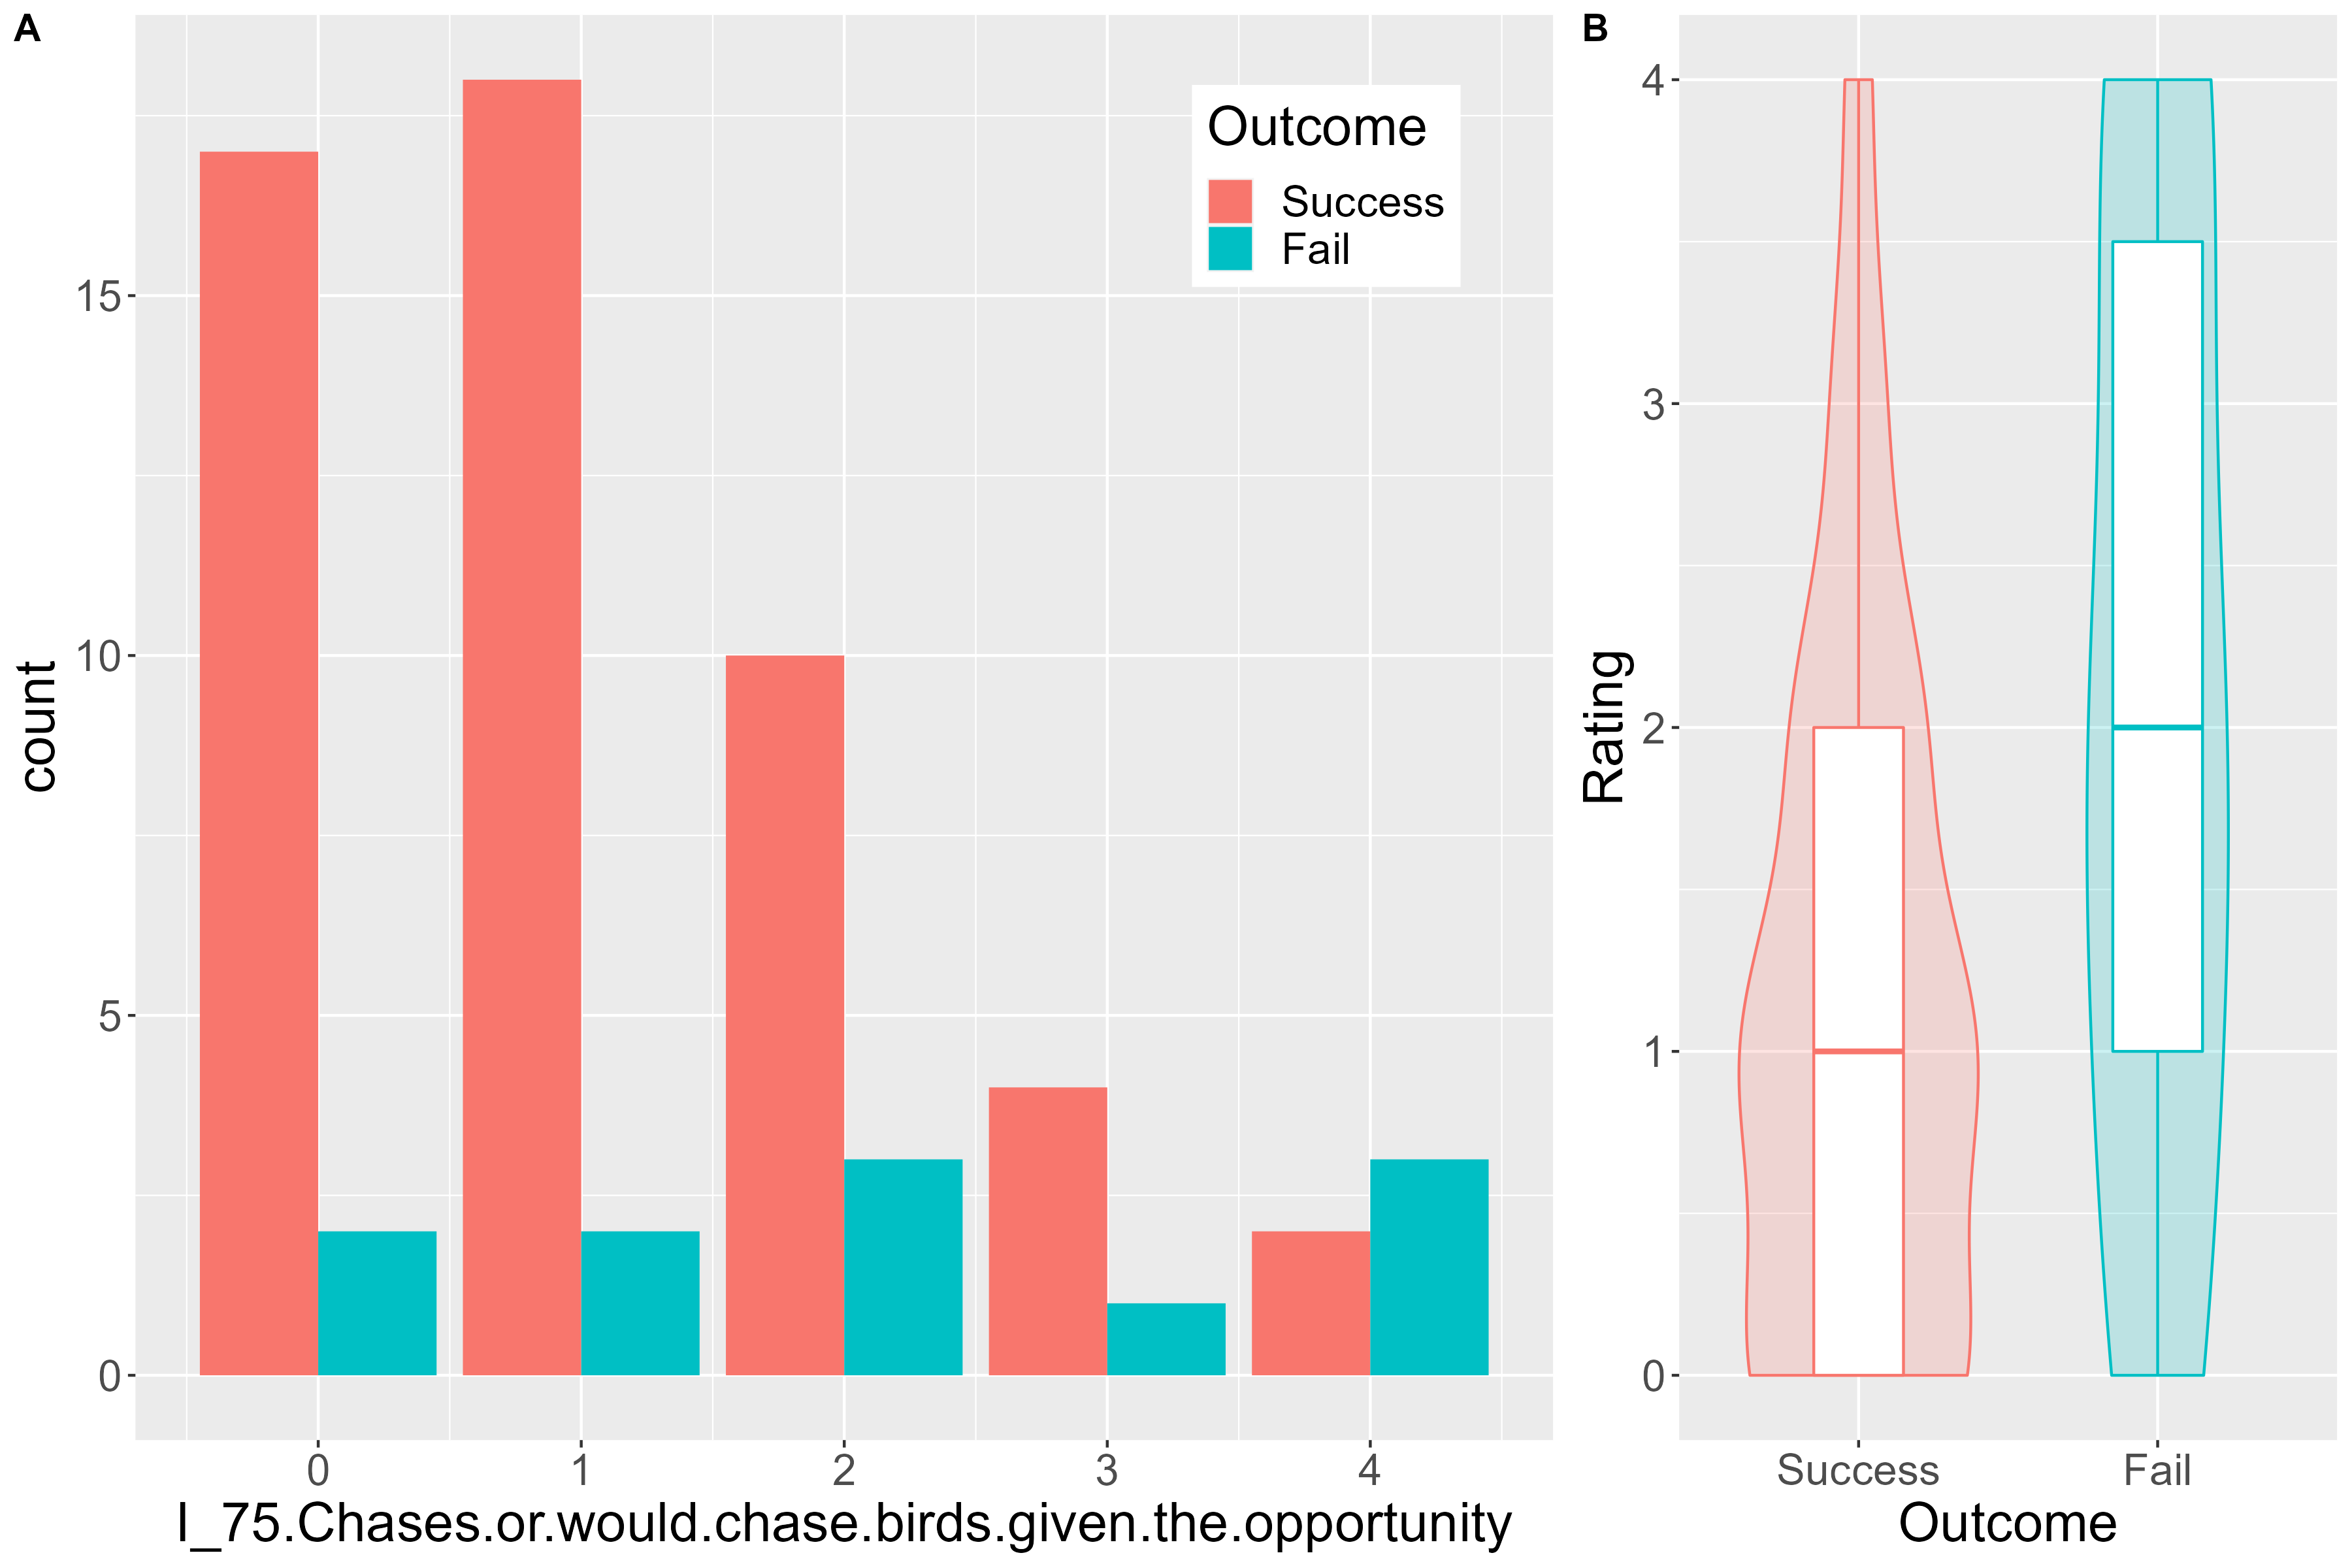 A
count
15
10
5
0
Outcome
Success
Fail
0 1 2 3 4
I_75.Chases.or.would.chase.birds.given.the.opportunity
B
Rating
4
3
2
1
0
Success Fail
Outcome